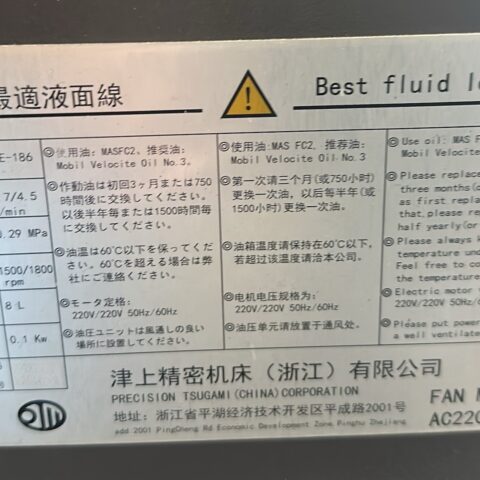 最適液面線
Best fluid l
E-186
7/4.5
/min
.29 MPa
1500/1800
rpm
8 L
0.1 Kw
◎使用油: MASFC2、推奨油:
Mobil Velocite Oil No.3。
◎作動油は初回3ヶ月または750
時間後に交換してください。
以後半年毎または1500時間毎
に交換してください。
◎油温は60℃以下を保ってくだ
さい。60℃を超える場合は弊
社にご連絡ください。
◎モータ定格:
220V/220V 50Hz/60Hz
◎油圧ユニットは風通しの良い
場所に設置してください。
◎使用油:MAS FC2, 推荐油:
Mobil Velocite Oil No.3
◎第一次请三个月(或750小时)
更换一次油, 以后每半年(或
1500小时)更换一次油。
◎油箱温度请保持在60℃以下,
若超过该温度请洽本公司。
◎电机电压规格为:
220V/220V 50Hz/60Hz
◎油压单元请放置于通风处。
◎Use oil: MAS F
Mobil Velocite
◎Please replace
three months(o
as first repla
that, please rep
half yearly(or
◎Please always k
temperature und
Feel free to co
the temperature
◎Electric motor
220V/220V 50Hz/6
◎Please put power
a well ventilate
津上精密机床（浙江）有限公司
PRECISION TSUGAMI(CHINA)CORPORATION
地址: 浙江省平湖经济技术开发区平成路2001号
add 2001 PingCheng Rd Economic Development Zone Pinghu Zhejiang
FAN M
AC220